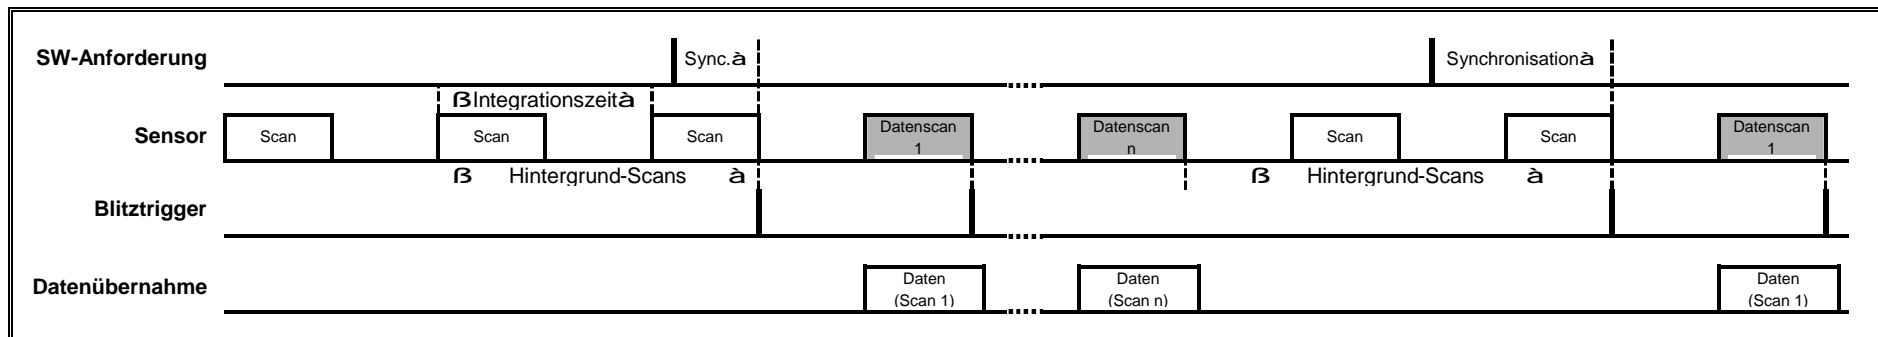 SW-Anforderung
Sync.à
Synchronisationà
ßIntegrationszeità
Sensor
Scan
Scan
Scan
Datenscan
1
Datenscan
n
Scan
Scan
Datenscan
1
ß Hintergrund-Scans à
ß Hintergrund-Scans à
Blitztrigger
Datenübernahme
Daten
(Scan 1)
Daten
(Scan n)
Daten
(Scan 1)